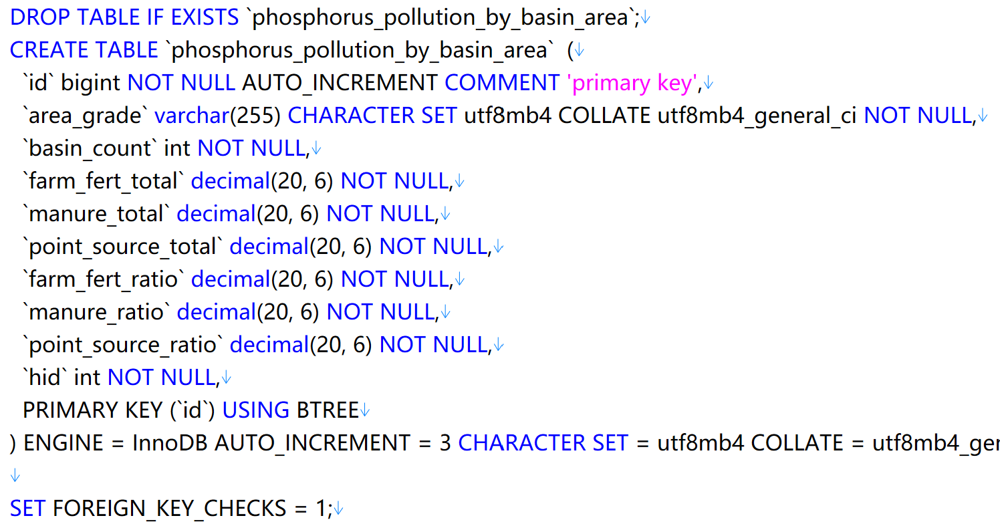 DROP TABLE IF EXISTS `phosphorus_pollution_by_basin_area`;↓
CREATE TABLE `phosphorus_pollution_by_basin_area`  (↓
  `id` bigint NOT NULL AUTO_INCREMENT COMMENT 'primary key',↓
  `area_grade` varchar(255) CHARACTER SET utf8mb4 COLLATE utf8mb4_general_ci NOT NULL,↓
  `basin_count` int NOT NULL,↓
  `farm_fert_total` decimal(20, 6) NOT NULL,↓
  `manure_total` decimal(20, 6) NOT NULL,↓
  `point_source_total` decimal(20, 6) NOT NULL,↓
  `farm_fert_ratio` decimal(20, 6) NOT NULL,↓
  `manure_ratio` decimal(20, 6) NOT NULL,↓
  `point_source_ratio` decimal(20, 6) NOT NULL,↓
  `hid` int NOT NULL,↓
  PRIMARY KEY (`id`) USING BTREE↓
) ENGINE = InnoDB AUTO_INCREMENT = 3 CHARACTER SET = utf8mb4 COLLATE = utf8mb4_ge
↓
SET FOREIGN_KEY_CHECKS = 1;↓